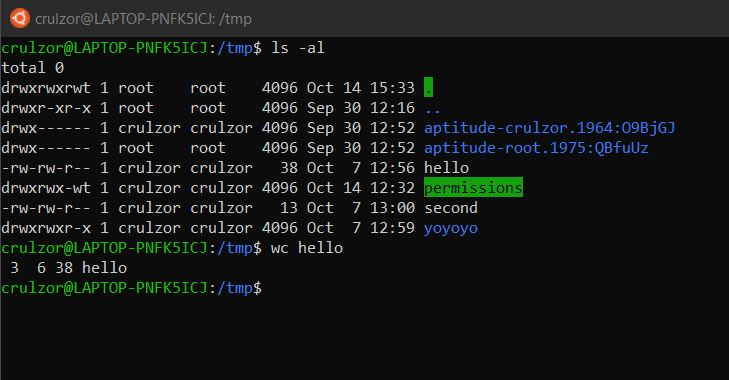 crulzor@LAPTOP-PNFK5ICJ: /tmp
crulzor@LAPTOP-PNFK5ICJ:/tmp$ ls -al
total 0
drwxrwxrwt 1 root    root    4096 Oct 14 15:33 .
drwxr-xr-x 1 root    root    4096 Sep 30 12:16 ..
drwx------ 1 crulzor crulzor 4096 Sep 30 12:52 aptitude-crulzor.1964:O9BjGJ
drwx------ 1 root    root    4096 Sep 30 12:52 aptitude-root.1975:QBfuUz
-rw-rw-r-- 1 crulzor crulzor   38 Oct  7 12:56 hello
drwxrwx-wt 1 crulzor crulzor 4096 Oct 14 12:32 permissions
-rw-rw-r-- 1 crulzor crulzor   13 Oct  7 13:00 second
drwxrwxr-x 1 crulzor crulzor 4096 Oct  7 12:59 yoyoyo
crulzor@LAPTOP-PNFK5ICJ:/tmp$ wc hello
 3  6 38 hello
crulzor@LAPTOP-PNFK5ICJ:/tmp$